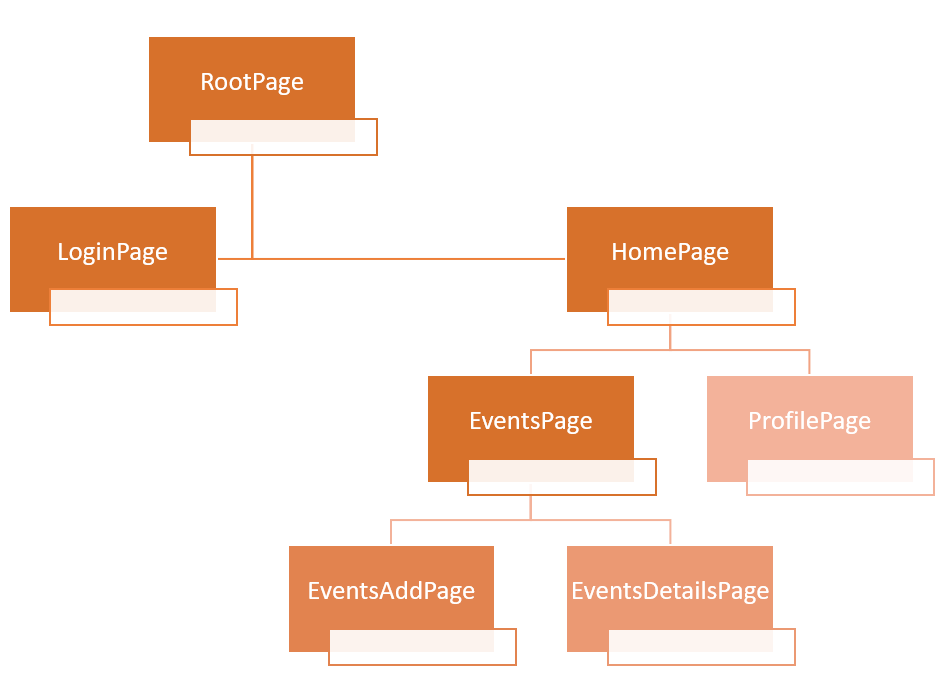 RootPage
LoginPage
HomePage
EventsPage
ProfilePage
EventsAddPage
EventsDetailsPage